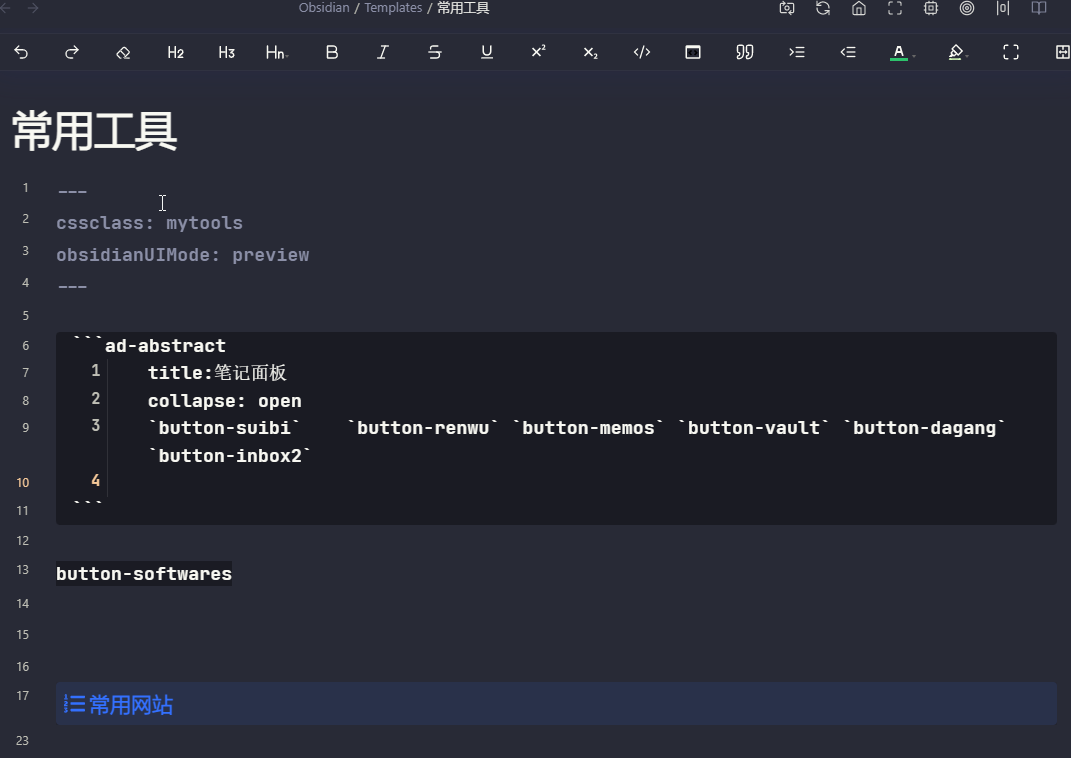 Obsidian / Templates / 常用工具
H2 H3 Hn B I S U x² x₂ </> A
常用工具
1 ---
2 cssclass: mytools
3 obsidianUIMode: preview
4 ---
5
6 ```ad-abstract
7 1 title:笔记面板
8 2 collapse: open
9 3 `button-suibi` `button-renwu` `button-memos` `button-vault` `button-dagang`
`button-inbox2`
10 4
11 ```
12
13 button-softwares
14
15
16
17 常用网站
23